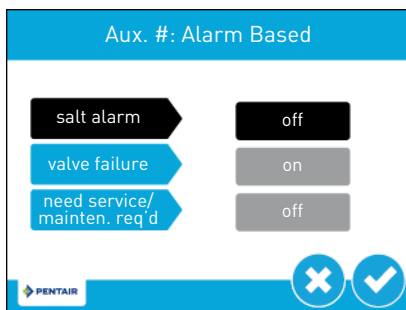 Aux. #: Alarm Based
salt alarm
off
valve failure
on
need service/
mainten. req'd
off
PENTAIR